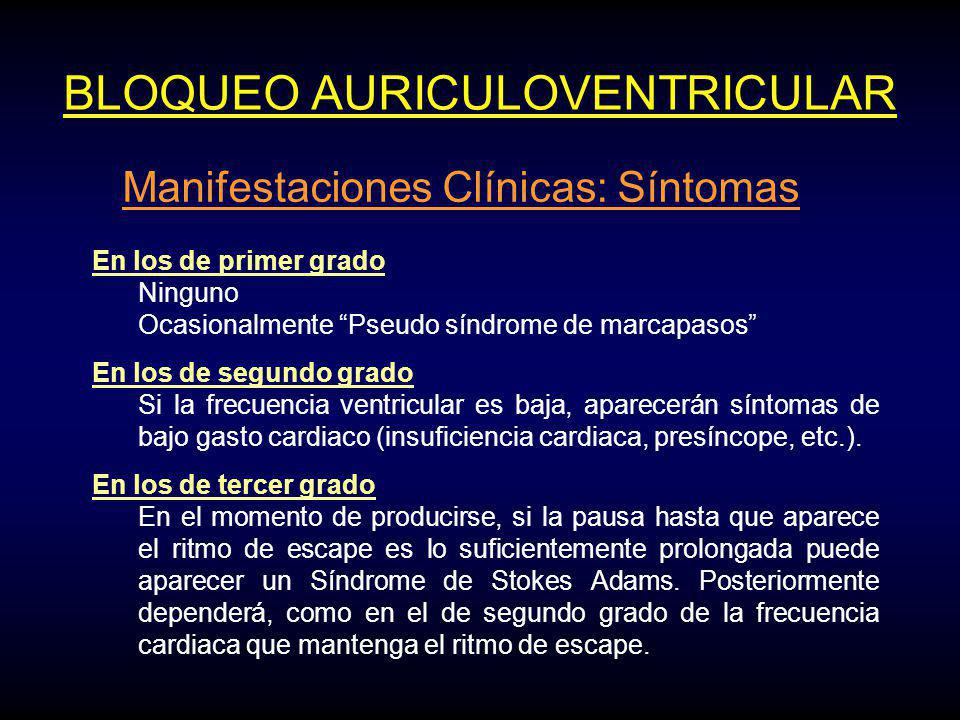 BLOQUEO AURICULOVENTRICULAR
Manifestaciones Clínicas: Síntomas
En los de primer grado
Ninguno
Ocasionalmente “Pseudo síndrome de marcapasos”
En los de segundo grado
Si la frecuencia ventricular es baja, aparecerán síntomas de
bajo gasto cardiaco (insuficiencia cardiaca, presíncope, etc.).
En los de tercer grado
En el momento de producirse, si la pausa hasta que aparece
el ritmo de escape es lo suficientemente prolongada puede
aparecer un Síndrome de Stokes Adams. Posteriormente
dependerá, como en el de segundo grado de la frecuencia
cardiaca que mantenga el ritmo de escape.